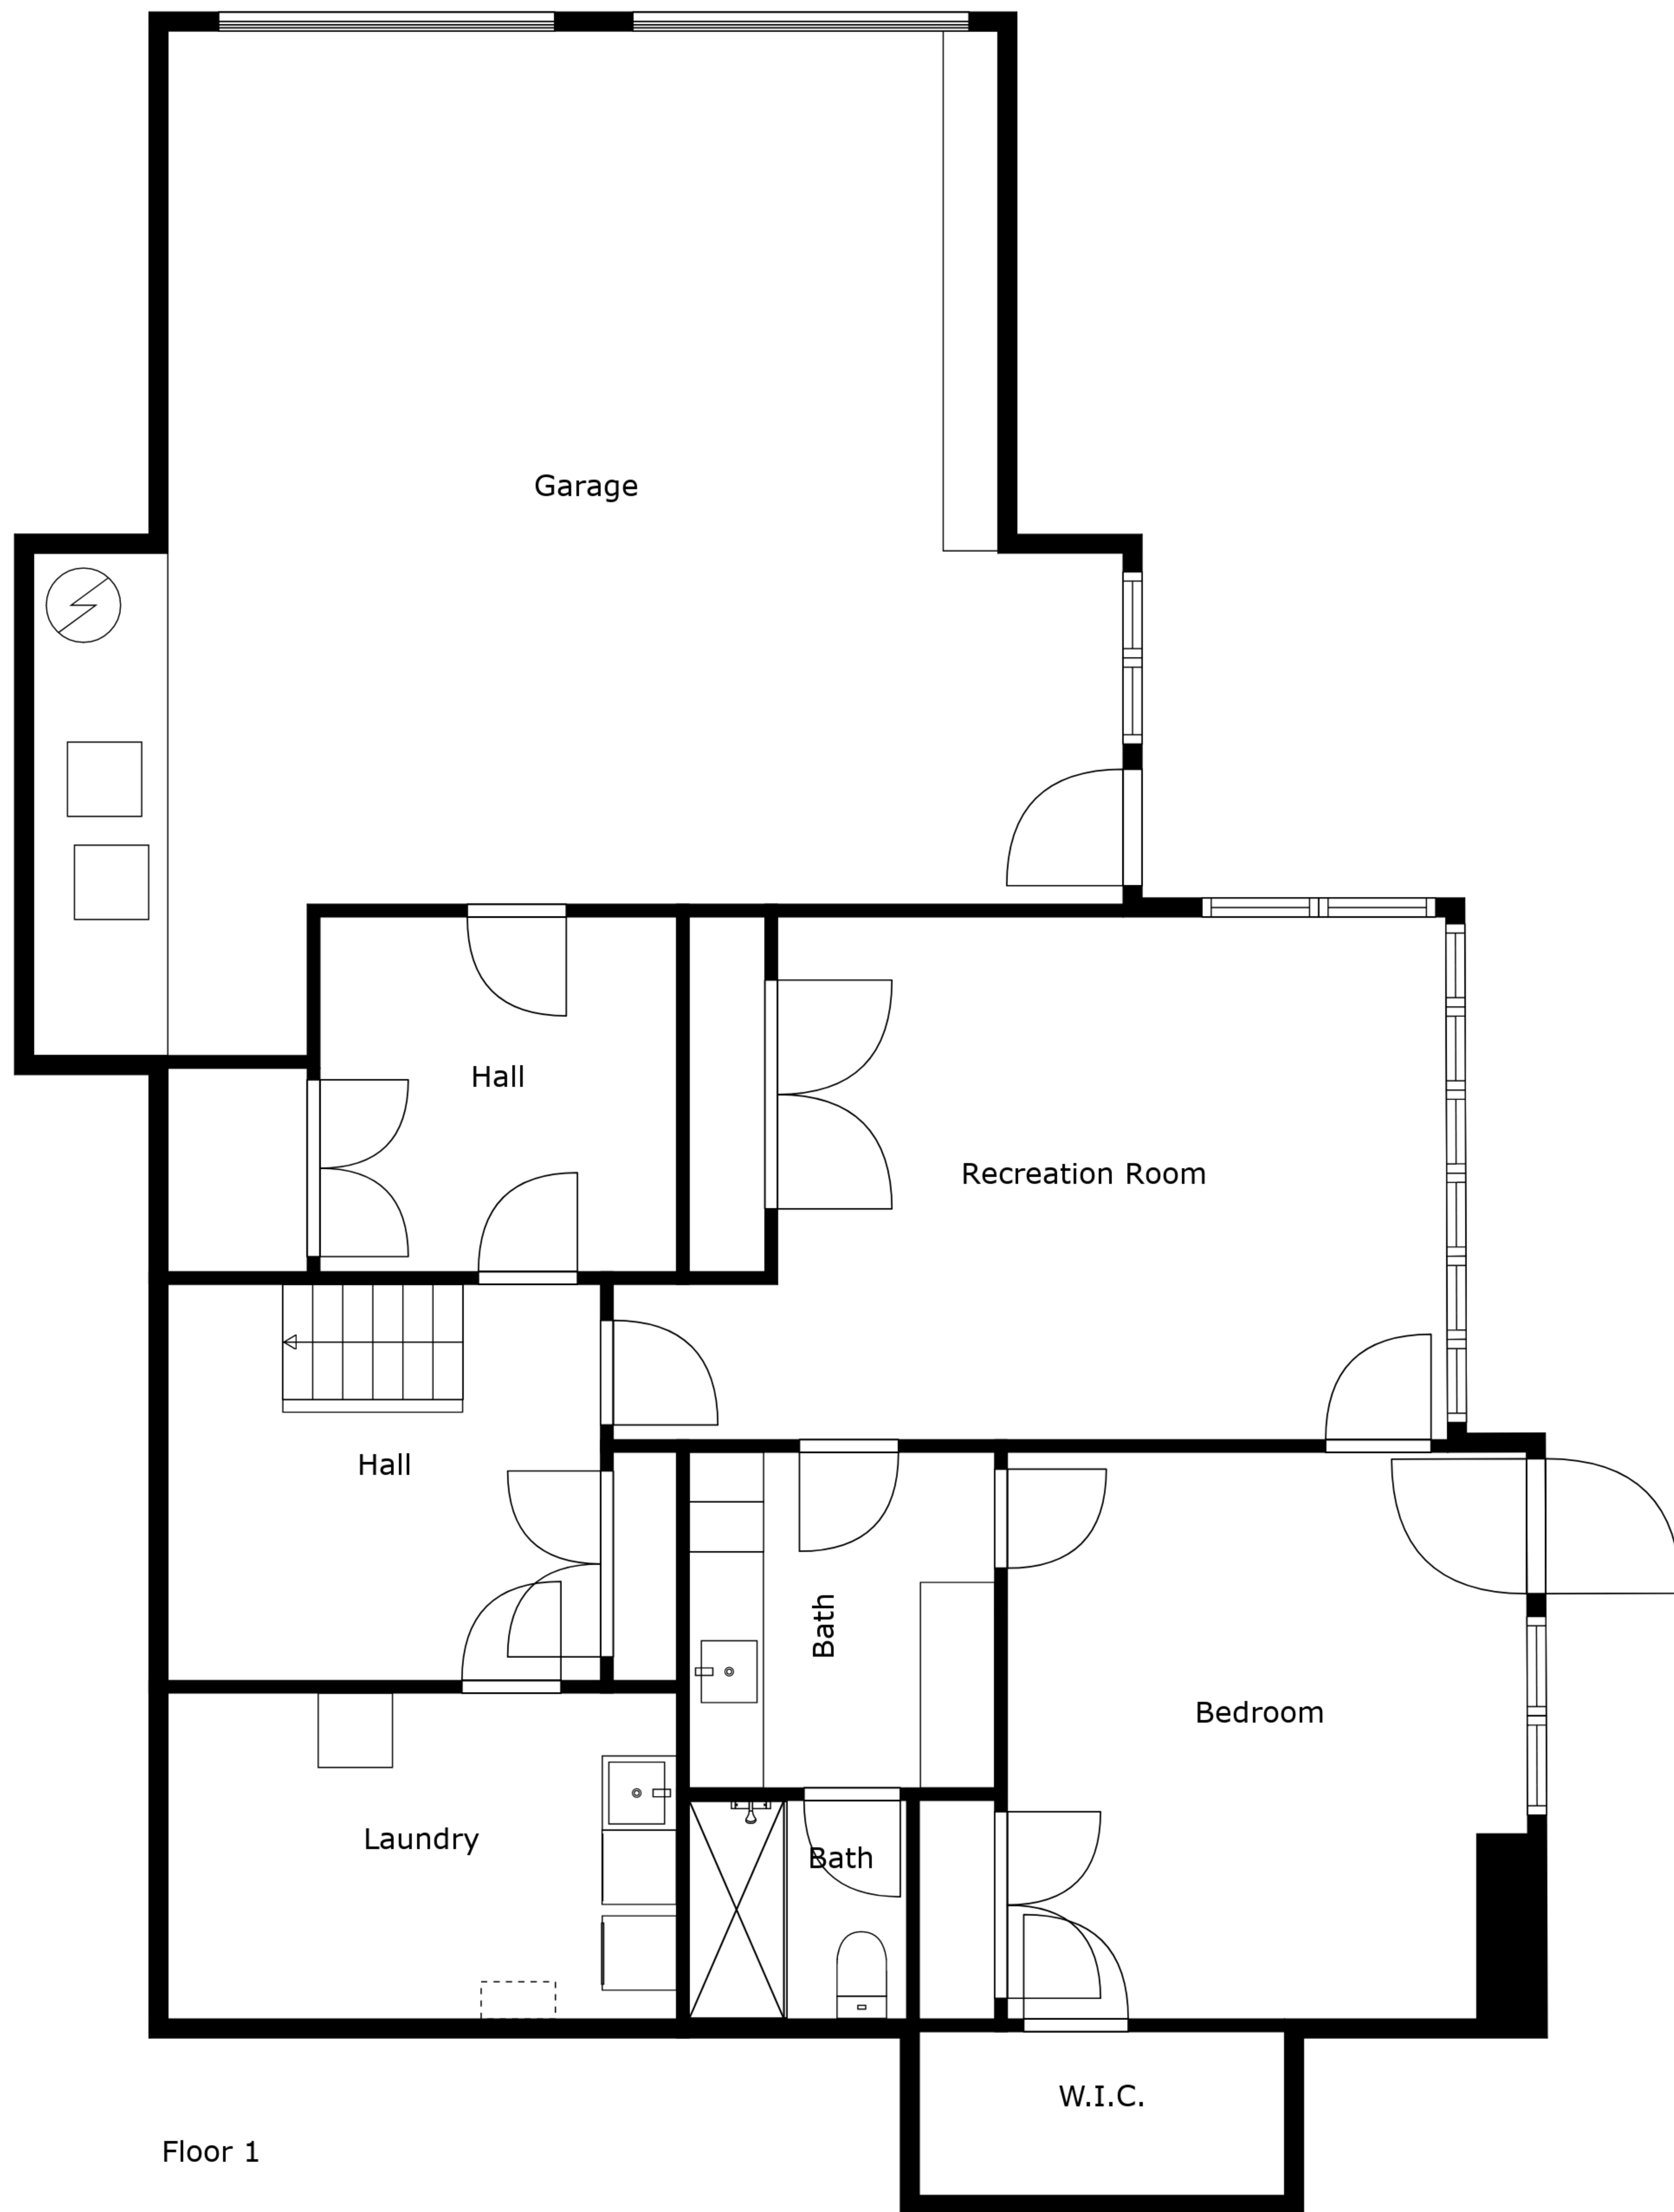 Garage
Hall
Recreation Room
Hall
Bath
Bedroom
Laundry
Bath
W.I.C.
Floor 1